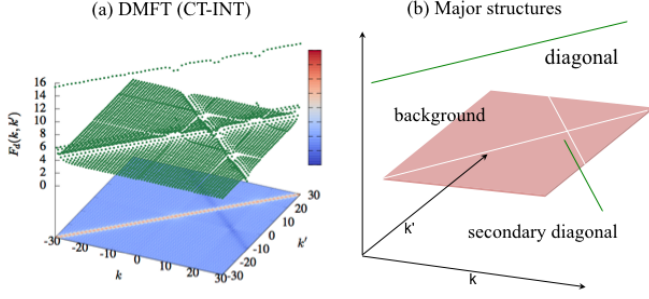 (a) DMFT (CT-INT)
(b) Major structures
16
14
12
10
8
6
4
2
0
F_d(k, k')
-30
-20
-10
0
10
20
30
k
-30
-20
-10
0
10
20
30
k'
diagonal
background
secondary diagonal
k'
k